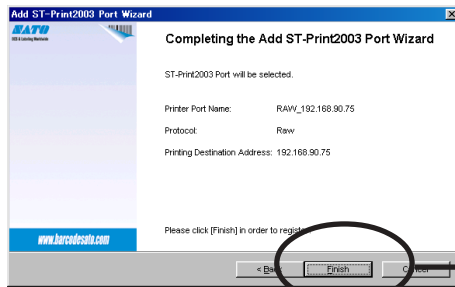 Add ST-Print2003 Port Wizard
SATO
Completing the Add ST-Print2003 Port Wizard
ST-Print2003 Port will be selected.
Printer Port Name: RAW_192.168.90.75
Protocol: Raw
Printing Destination Address: 192.168.90.75
Please click [Finish] in order to register.
www.barcodesato.com
< Back Finish Cancel